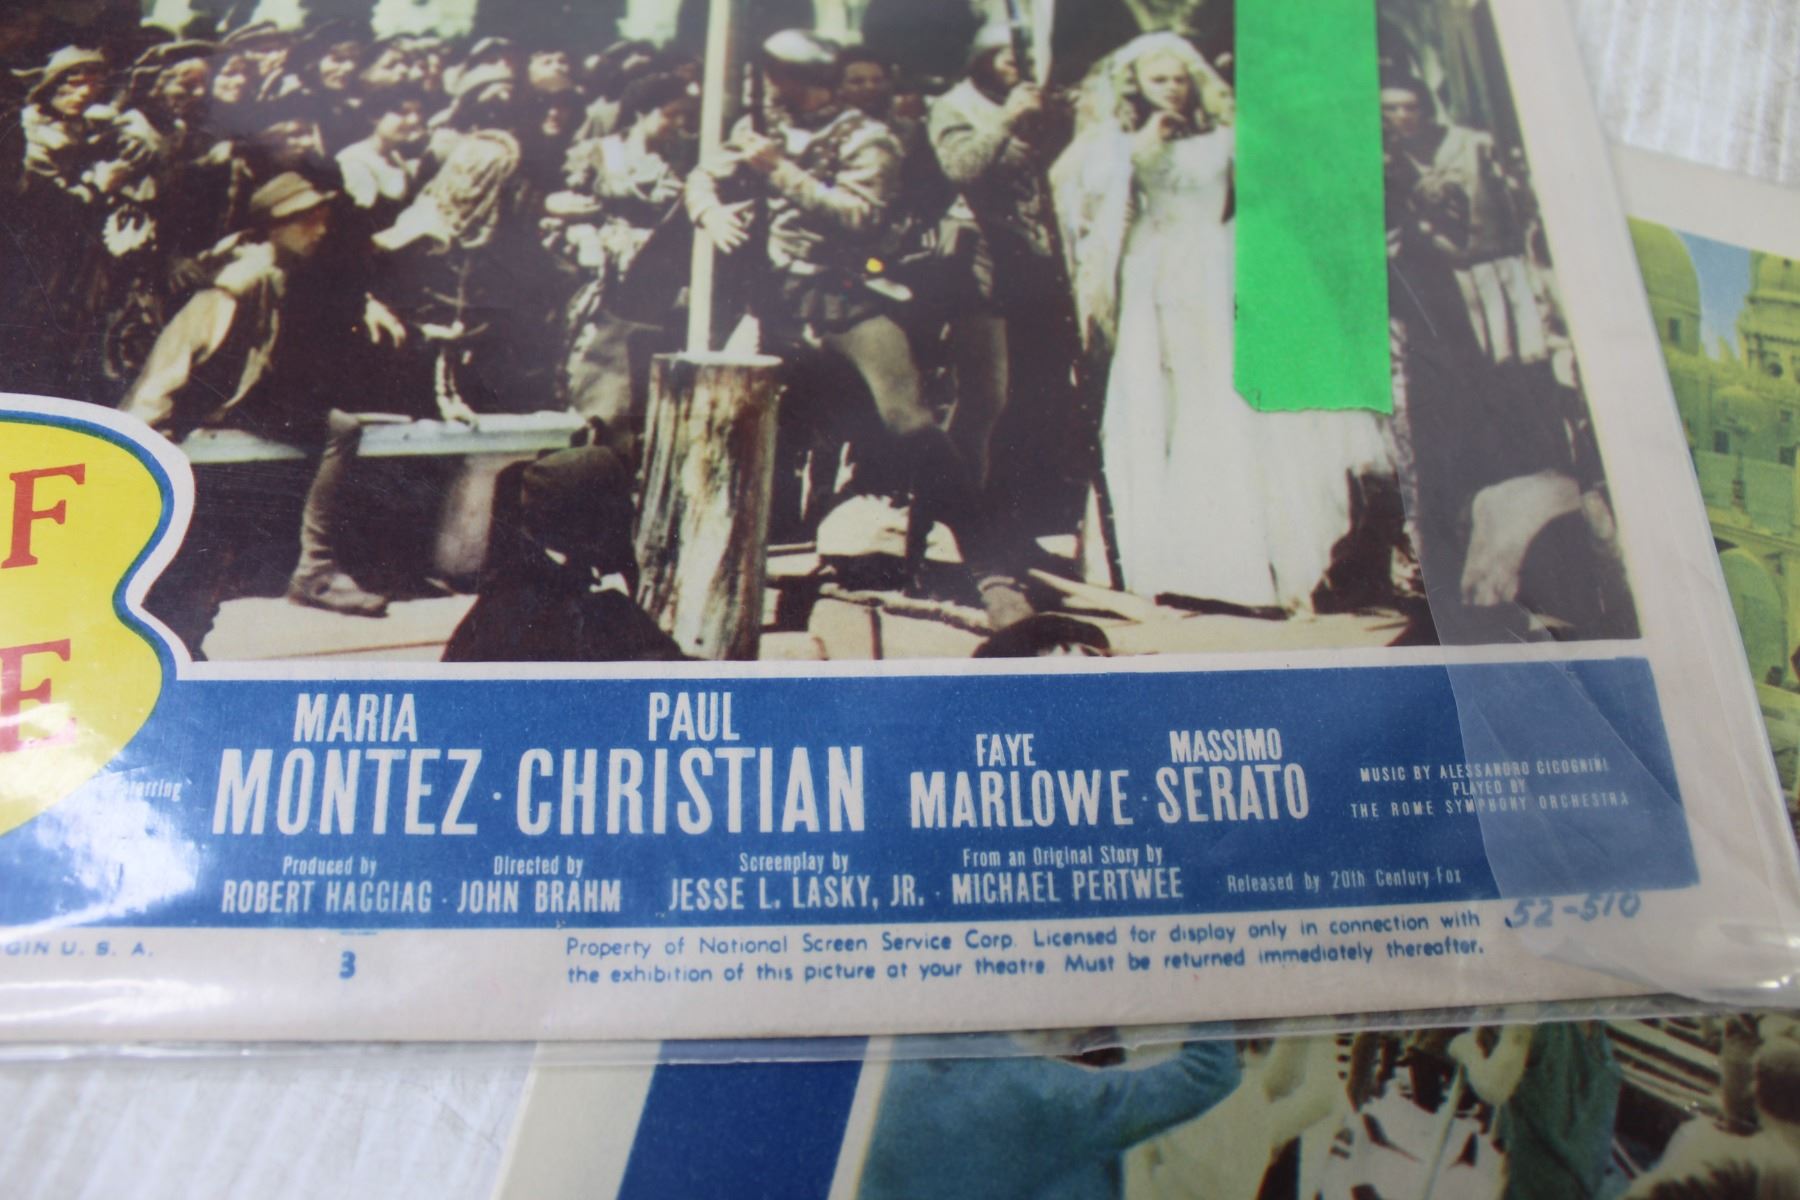 F
E
starring
MARIA MONTEZ · PAUL CHRISTIAN
FAYE MARLOWE · MASSIMO SERATO
MUSIC BY ALESSANDRO CICOGNINI
PLAYED BY
THE ROME SYMPHONY ORCHESTRA
Produced by ROBERT HAGGIAG · Directed by JOHN BRAHM
Screenplay by JESSE L. LASKY, JR. · From an Original Story by MICHAEL PERTWEE
Released by 20th Century-Fox
GIN U. S. A.
3
Property of National Screen Service Corp. Licensed for display only in connection with
the exhibition of this picture at your theatre. Must be returned immediately thereafter.
52-510